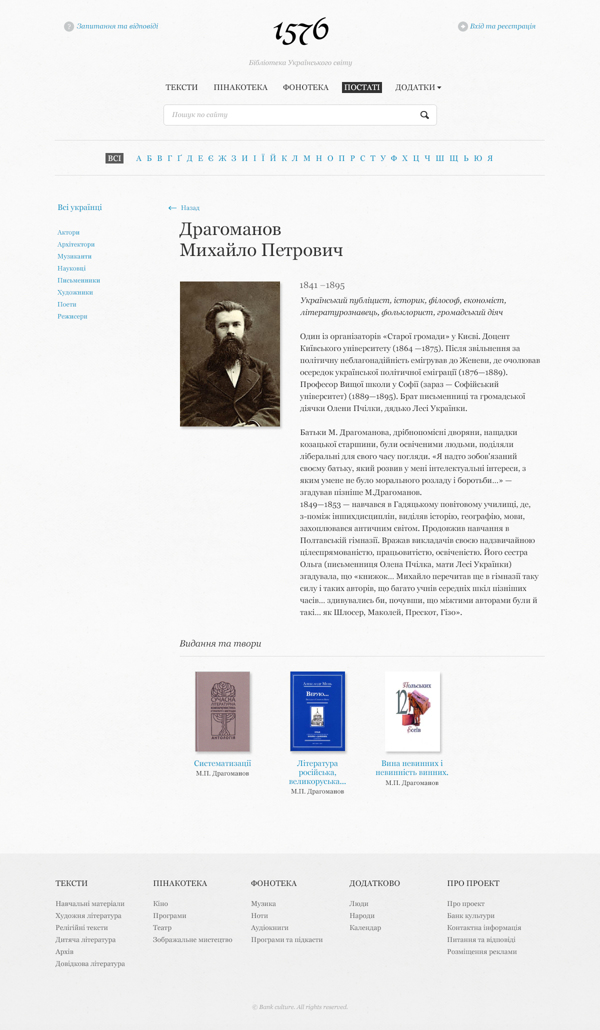 Запитання та відповіді
1576
Вхід та реєстрація
Бібліотека Українського світу
ТЕКСТИ ПІНАКОТЕКА ФОНОТЕКА ПОСТАТІ ДОДАТКИ
Пошук по сайту
ВСІ А Б В Г Ґ Д Е Є Ж З И І Ї Й К Л М Н О П Р С Т У Ф Х Ц Ч Ш Щ Ь Ю Я
Всі українці
Актори
Архітектори
Музиканти
Науковці
Письменники
Художники
Поети
Режисери
← Назад
Драгоманов
Михайло Петрович
1841 –1895
Український публіцист, історик, філософ, економіст,
літературознавець, фольклорист, громадський діяч
Один із організаторів «Старої громади» у Києві. Доцент
Київського університету (1864 —1875). Після звільнення за
політичну неблагонадійність емігрував до Женеви, де очолював
осередок української політичної еміграції (1876—1889).
Професор Вищої школи у Софії (зараз — Софійський
університет) (1889—1895). Брат письменниці та громадської
діячки Олени Пчілки, дядько Лесі Українки.
Батьки М. Драгоманова, дрібнопомісні дворяни, нащадки
козацької старшини, були освіченими людьми, поділяли
ліберальні для свого часу погляди. «Я надто зобов'язаний
своєму батьку, який розвив у мені інтелектуальні інтереси, з
яким умене не було морального розладу і боротьби...» —
згадував пізніше М.Драгоманов.
1849—1853 — навчався в Гадяцькому повітовому училищі, де,
з-поміж іншихдисциплін, виділяв історію, географію, мови,
захоплювався античним світом. Продовжив навчання в
Полтавській гімназії. Вражав викладачів своєю надзвичайною
цілеспрямованістю, працьовитістю, освіченістю. Його сестра
Ольга (письменниця Олена Пчілка, мати Лесі Українки)
згадувала, що «книжок... Михайло перечитав ще в гімназії таку
силу і таких авторів, що багато учнів середніх шкіл пізніших
часів... здивувались би, почувши, що міжтими авторами були й
такі... як Шлосер, Маколей, Прескот, Гізо».
Видання та твори
СУЧАСНА
ЛІТЕРАТУРНА
АНТОЛОГІЯ
Александр Мень
ВЕРУЮ...
12 Польських
Есеїв
Систематизації
М.П. Драгоманов
Література
російська,
великоруська...
М.П. Драгоманов
Вина невинних і
невинність винних.
М.П. Драгоманов
ТЕКСТИ
Навчальні матеріали
Художня література
Релігійні тексти
Дитяча література
Архів
Довідкова література
ПІНАКОТЕКА
Кіно
Програми
Театр
Зображальне мистецтво
ФОНОТЕКА
Музика
Ноти
Аудіокниги
Програми та підкасти
ДОДАТКОВО
Люди
Народи
Календар
ПРО ПРОЕКТ
Про проект
Банк культури
Контактна інформація
Питання та відповіді
Розміщення реклами
© Bank culture. All rights reserved.